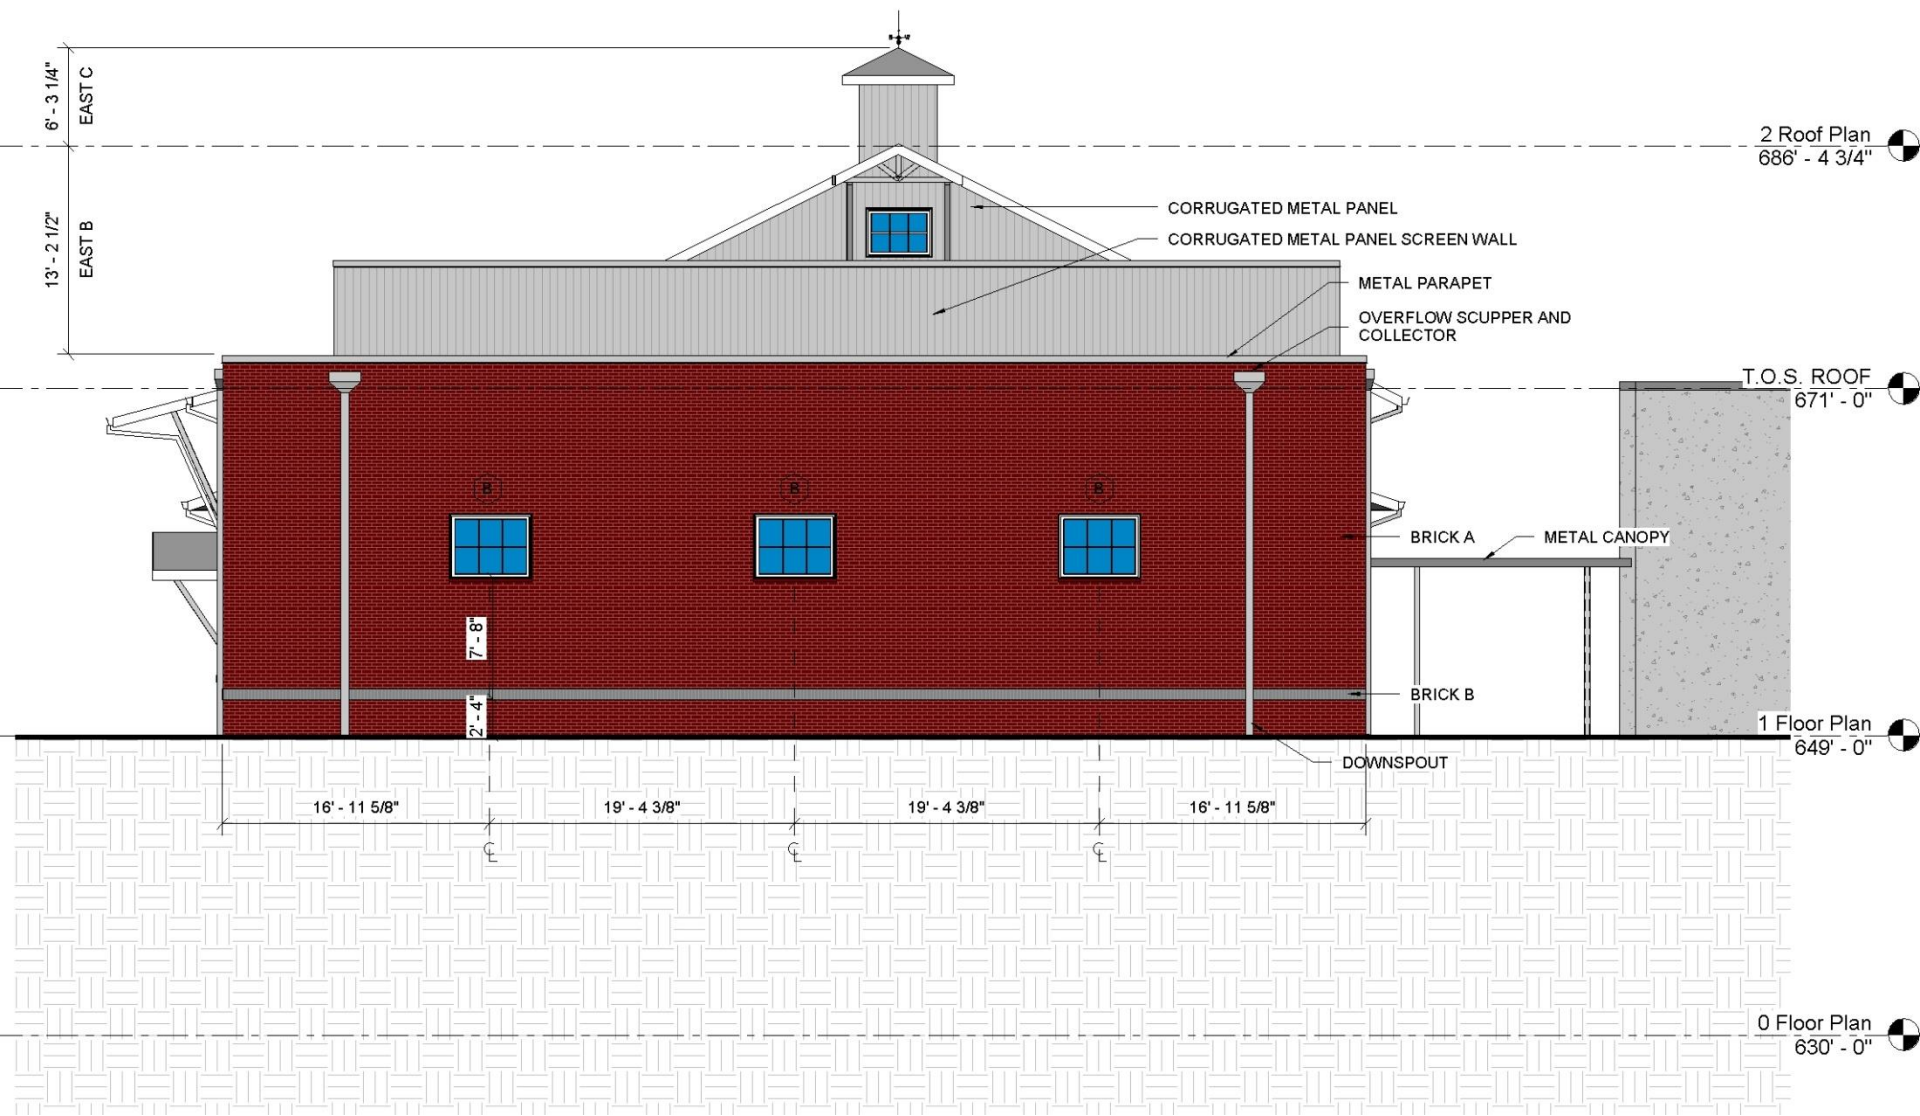 6' - 3 1/4"
EAST C
2 Roof Plan
686' - 4 3/4"
13' - 2 1/2"
EAST B
CORRUGATED METAL PANEL
CORRUGATED METAL PANEL SCREEN WALL
METAL PARAPET
OVERFLOW SCUPPER AND
COLLECTOR
T.O.S. ROOF
671' - 0"
B
B
B
BRICK A
METAL CANOPY
7' - 8"
BRICK B
2' - 4"
1 Floor Plan
649' - 0"
DOWNSPOUT
16' - 11 5/8"
19' - 4 3/8"
19' - 4 3/8"
16' - 11 5/8"
℄
℄
℄
0 Floor Plan
630' - 0"